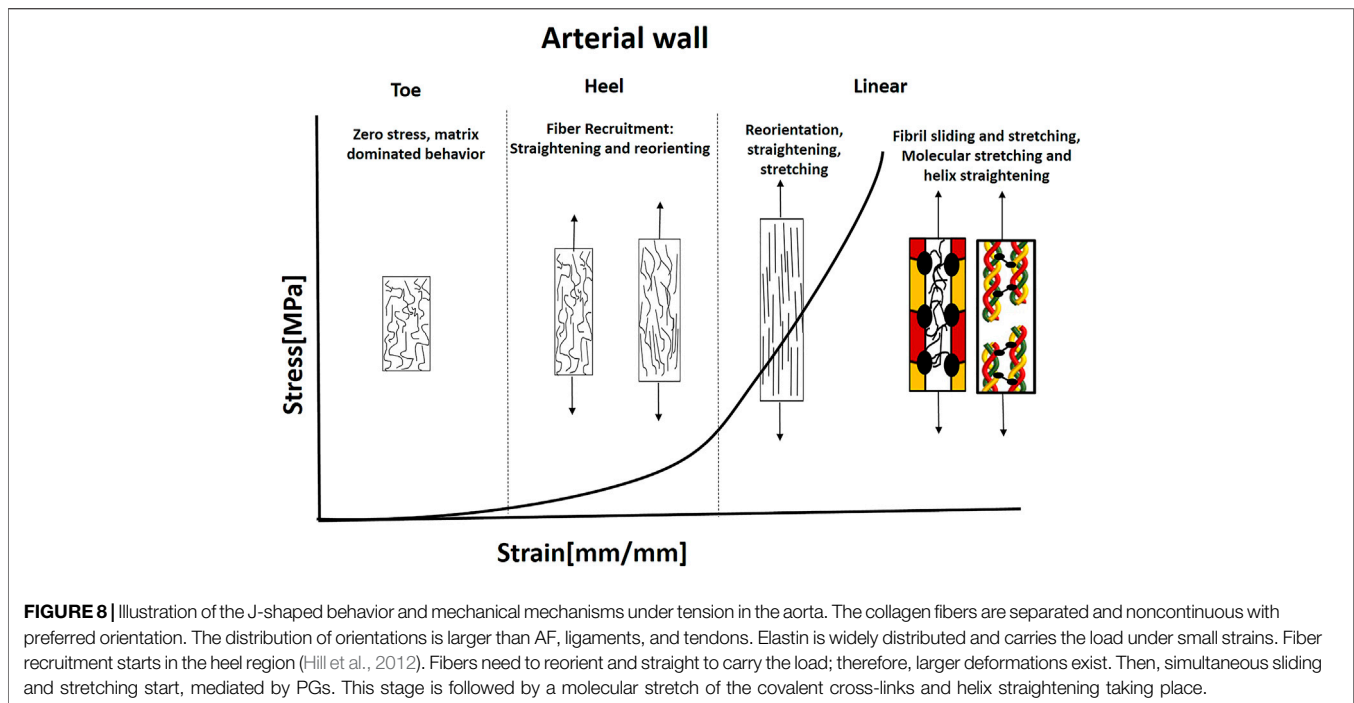 Arterial wall
Toe
Heel
Linear
Zero stress, matrix
dominated behavior
Fiber Recruitment:
Straightening and reorienting
Reorientation,
straightening,
stretching
Fibril sliding and stretching,
Molecular stretching and
helix straightening
Stress[MPa]
Strain[mm/mm]
FIGURE 8 | Illustration of the J-shaped behavior and mechanical mechanisms under tension in the aorta. The collagen fibers are separated and noncontinuous with
preferred orientation. The distribution of orientations is larger than AF, ligaments, and tendons. Elastin is widely distributed and carries the load under small strains. Fiber
recruitment starts in the heel region (Hill et al., 2012). Fibers need to reorient and straight to carry the load; therefore, larger deformations exist. Then, simultaneous sliding
and stretching start, mediated by PGs. This stage is followed by a molecular stretch of the covalent cross-links and helix straightening taking place.